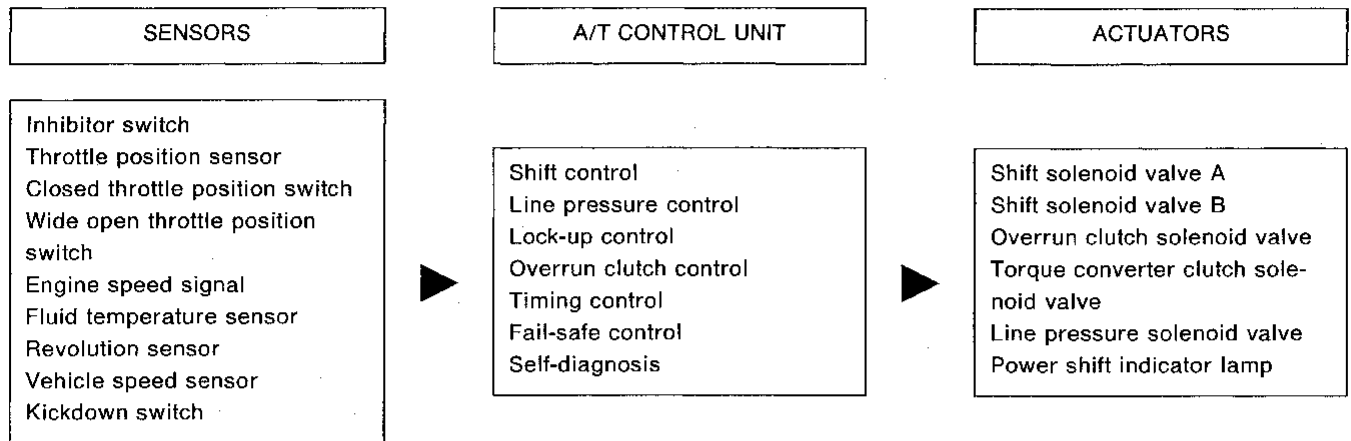 SENSORS
Inhibitor switch
Throttle position sensor
Closed throttle position switch
Wide open throttle position
switch
Engine speed signal
Fluid temperature sensor
Revolution sensor
Vehicle speed sensor
Kickdown switch
A/T CONTROL UNIT
Shift control
Line pressure control
Lock-up control
Overrun clutch control
Timing control
Fail-safe control
Self-diagnosis
ACTUATORS
Shift solenoid valve A
Shift solenoid valve B
Overrun clutch solenoid valve
Torque converter clutch sole-
noid valve
Line pressure solenoid valve
Power shift indicator lamp